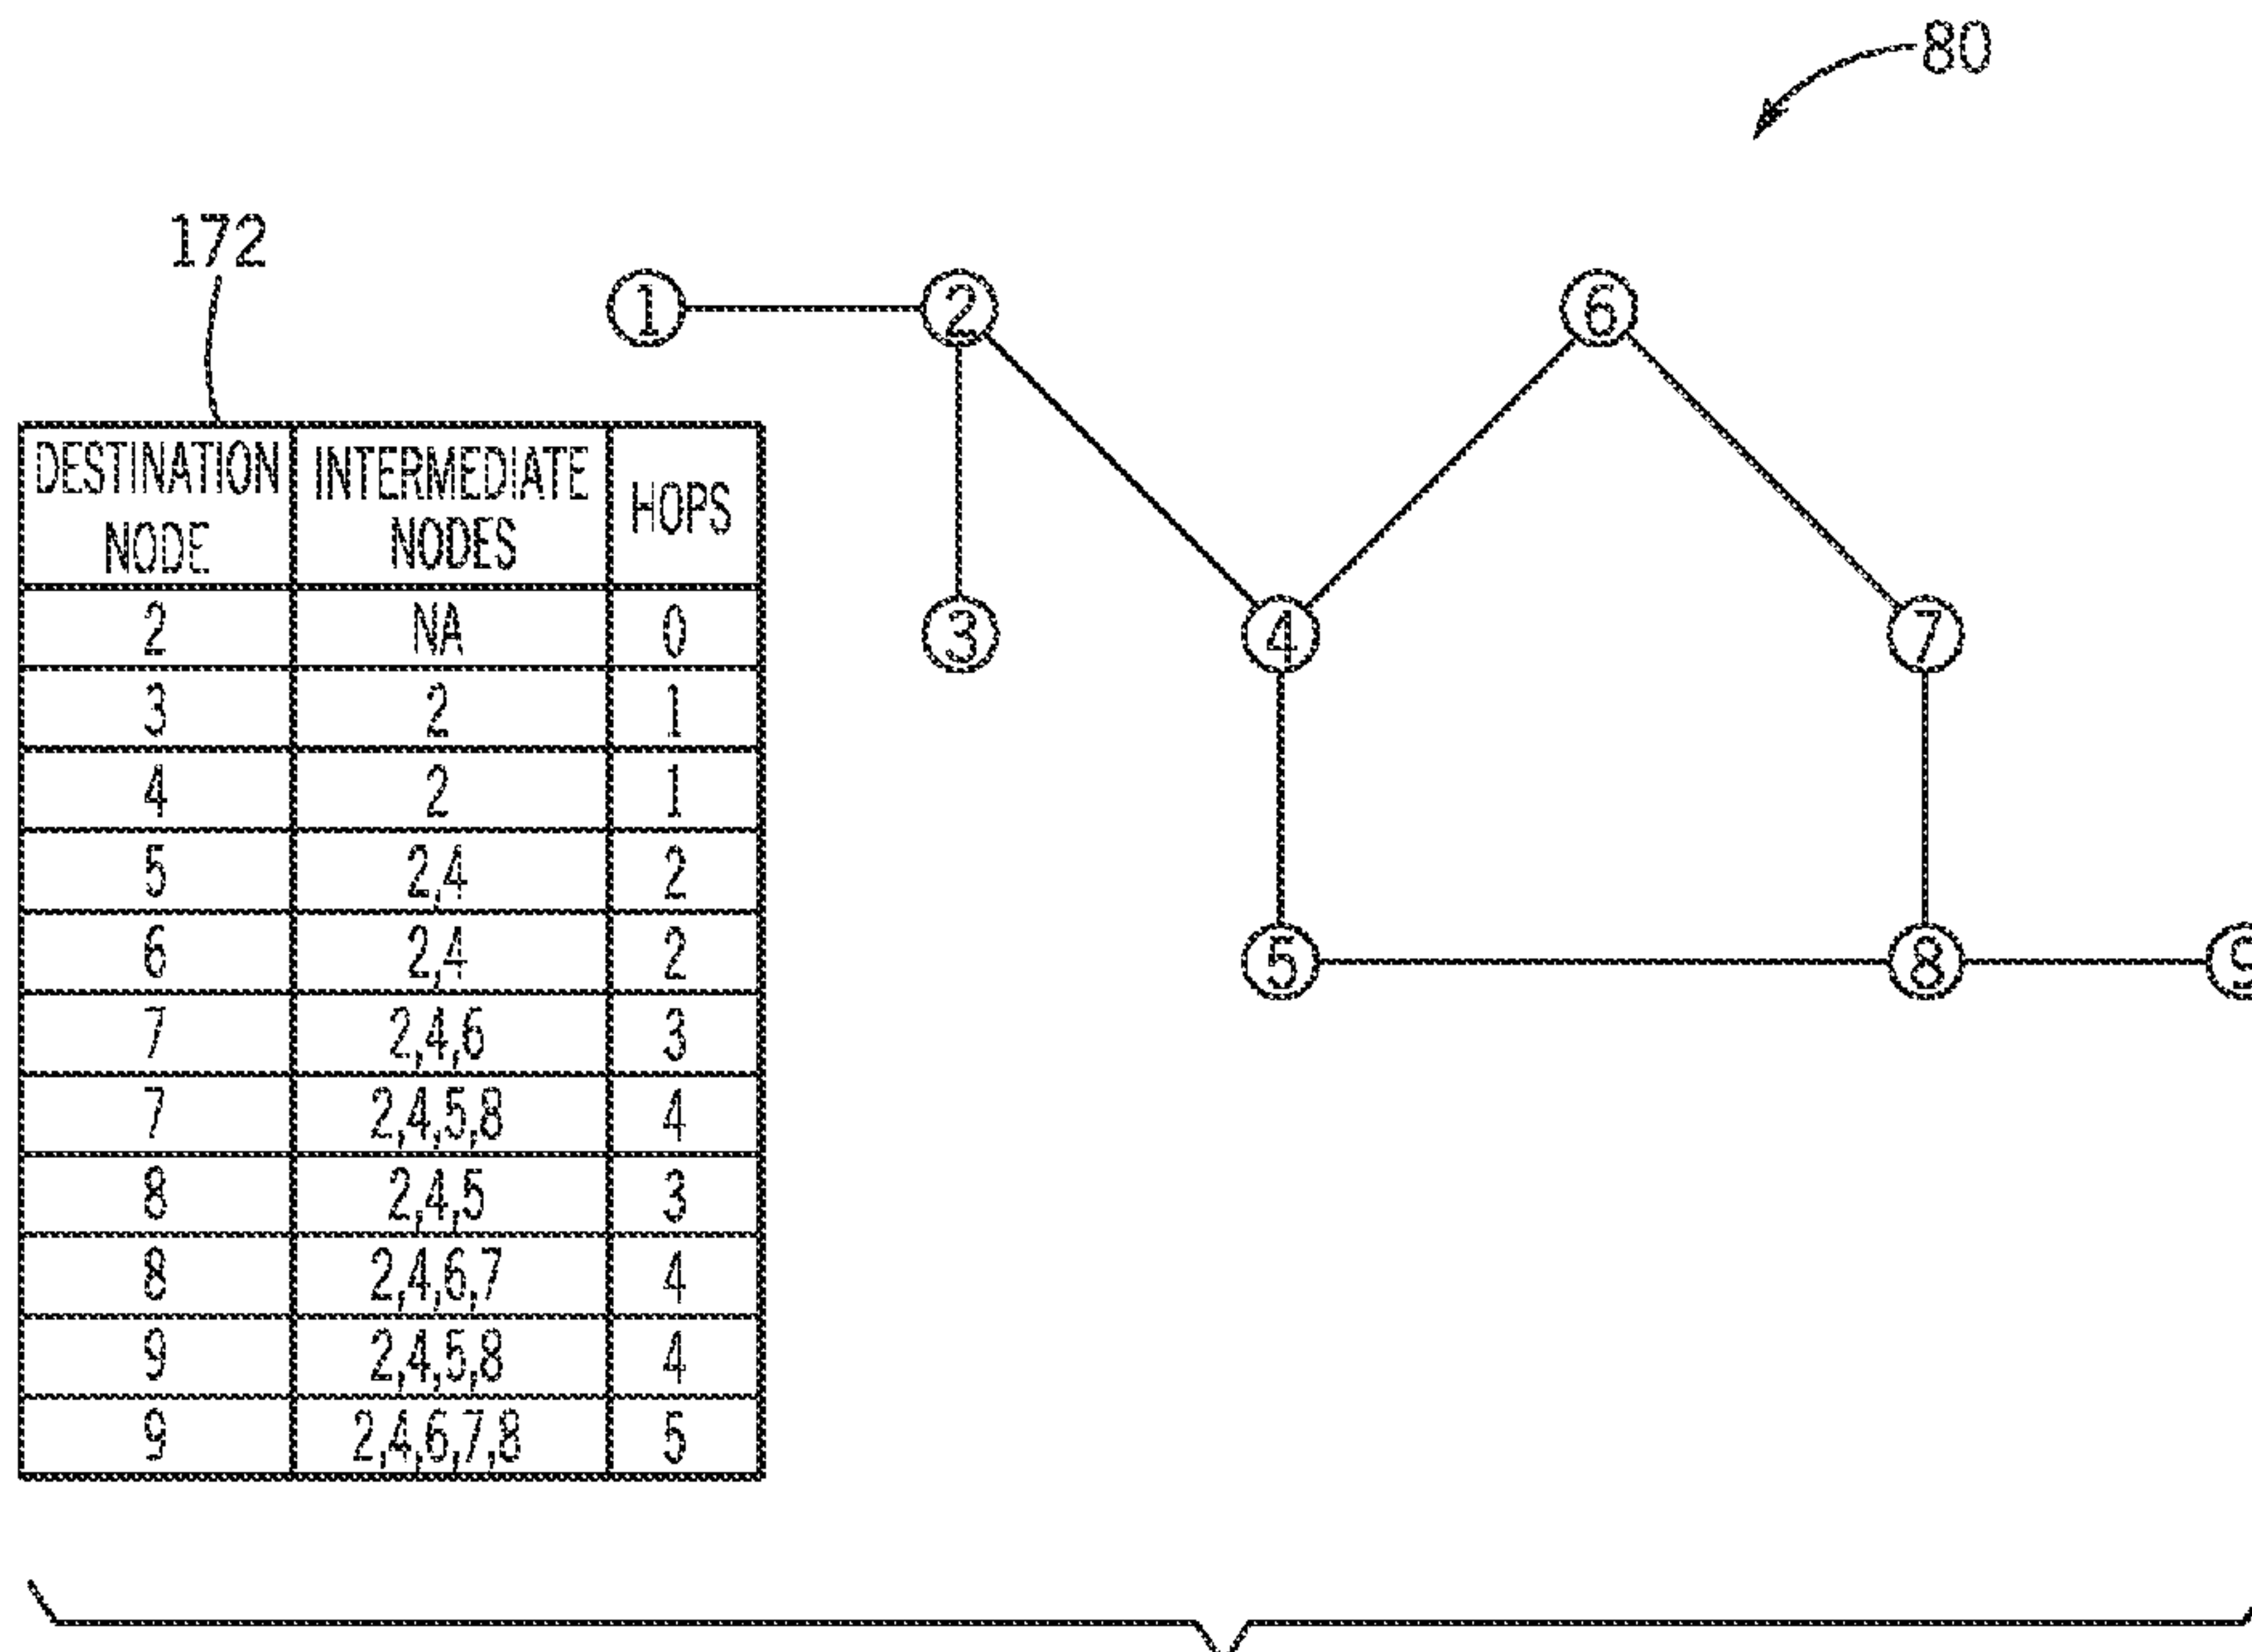 80
172
1 2 6
DESTINATION NODE INTERMEDIATE NODES HOPS
3 4 7
2 NA 0
3 2 1
4 2 1
5 2,4 2
6 2,4 2
5 8 9
7 2,4,6 3
7 2,4,5,8 4
8 2,4,5 3
8 2,4,6,7 4
9 2,4,5,8 4
9 2,4,6,7,8 5